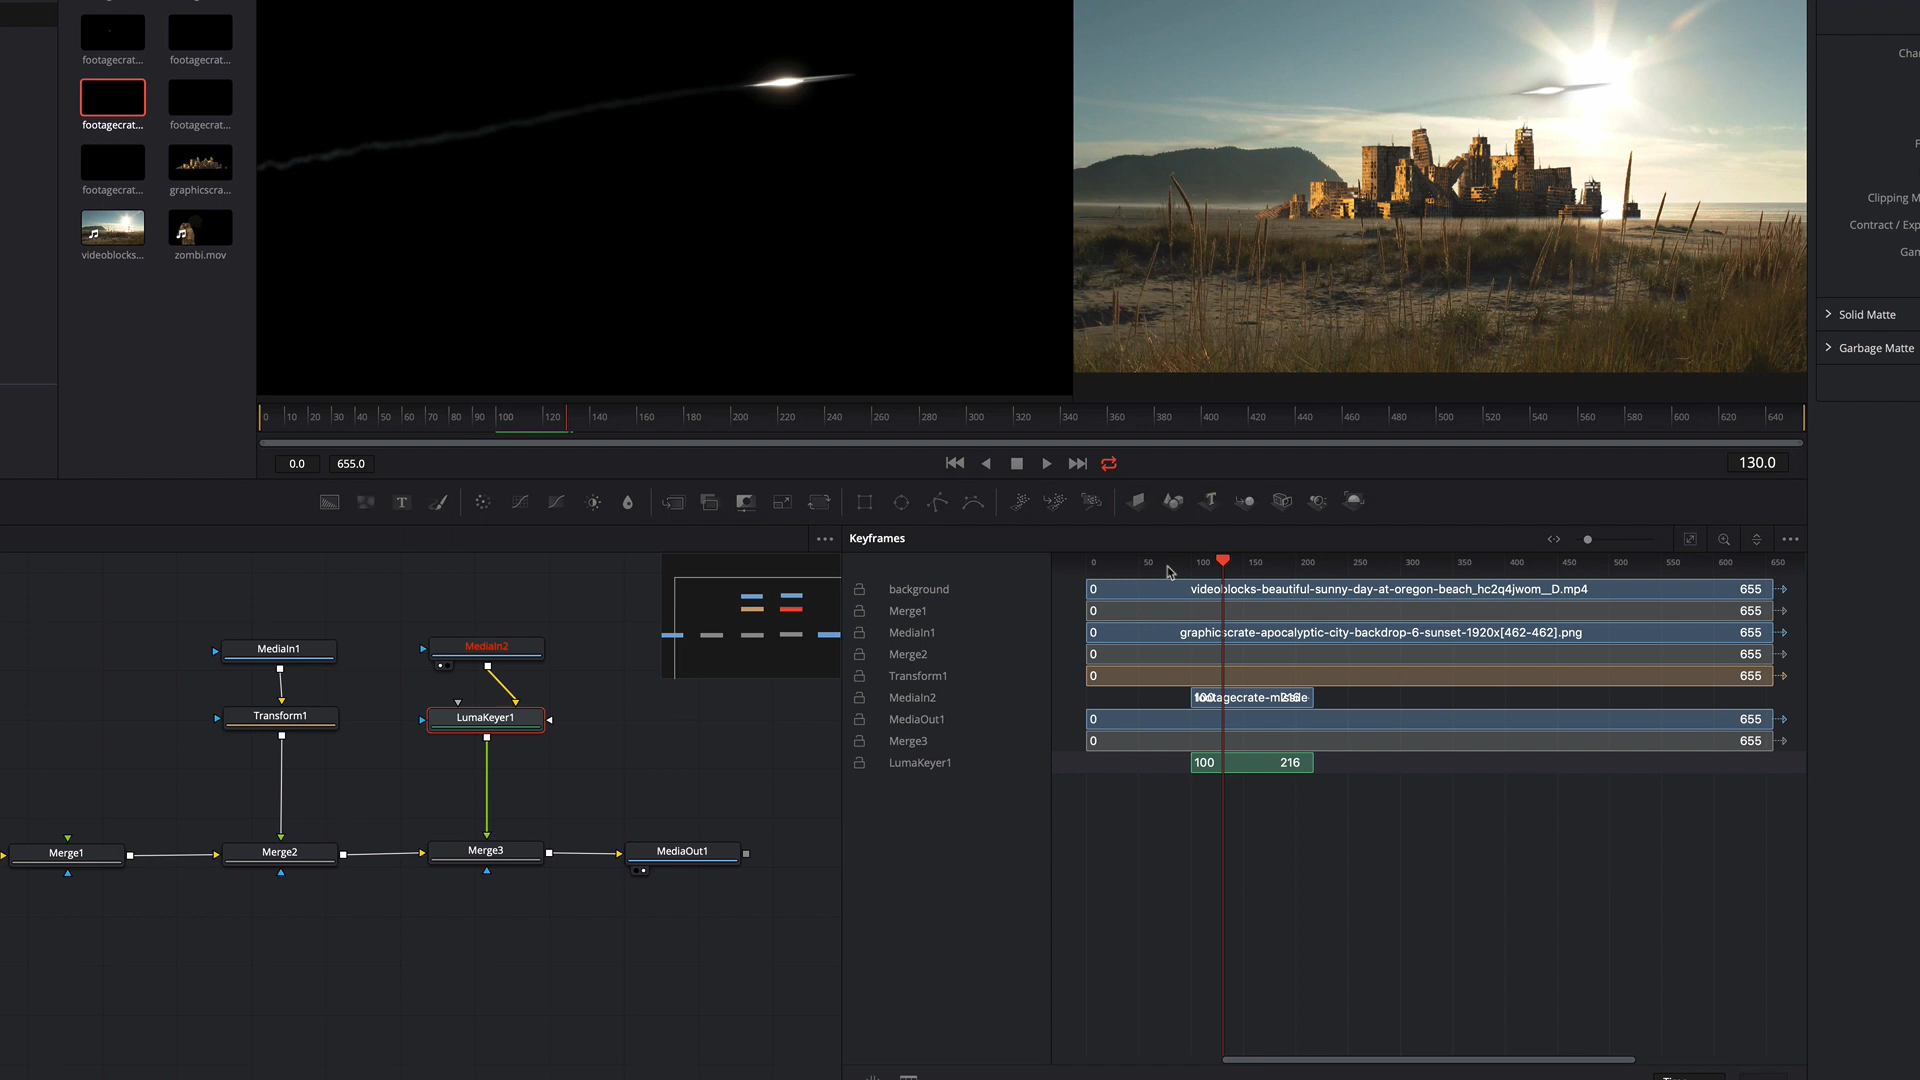 footagecrat...
footagecrat...
footagecrat...
footagecrat...
footagecrat...
graphicscra...
videoblocks...
zombi.mov
0 10 20 30 40 50 60 70 80 90 100 120 140 160 180 200 220 240 260 280 300 320 340 360 380 400 420 440 460 480 500 520 540 560 580 600 620 640
0.0 655.0 130.0
Keyframes
0 50 100 150 200 250 300 350 400 450 500 550 600 650
background 0 videoblocks-beautiful-sunny-day-at-oregon-beach_hc2q4jwom__D.mp4 655
Merge1 0 655
MediaIn1 0 graphicscrate-apocalyptic-city-backdrop-6-sunset-1920x[462-462].png 655
Merge2 0 655
Transform1 0 655
MediaIn2 100 footagecrate-missile 216
MediaOut1 0 655
Merge3 0 655
LumaKeyer1 100 216
MediaIn1
MediaIn2
Transform1
LumaKeyer1
Merge1
Merge2
Merge3
MediaOut1
Clipping M
Contract / Exp
Solid Matte
Garbage Matte